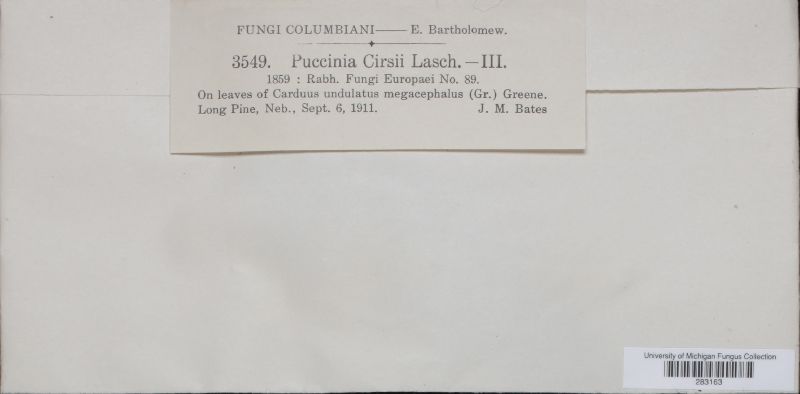 FUNGI COLUMBIANI—— E. Bartholomew.
3549. Puccinia Cirsii Lasch.—III.
1859 : Rabh. Fungi Europaei No. 89.
On leaves of Carduus undulatus megacephalus (Gr.) Greene.
Long Pine, Neb., Sept. 6, 1911. J. M. Bates
University of Michigan Fungus Collection
283163